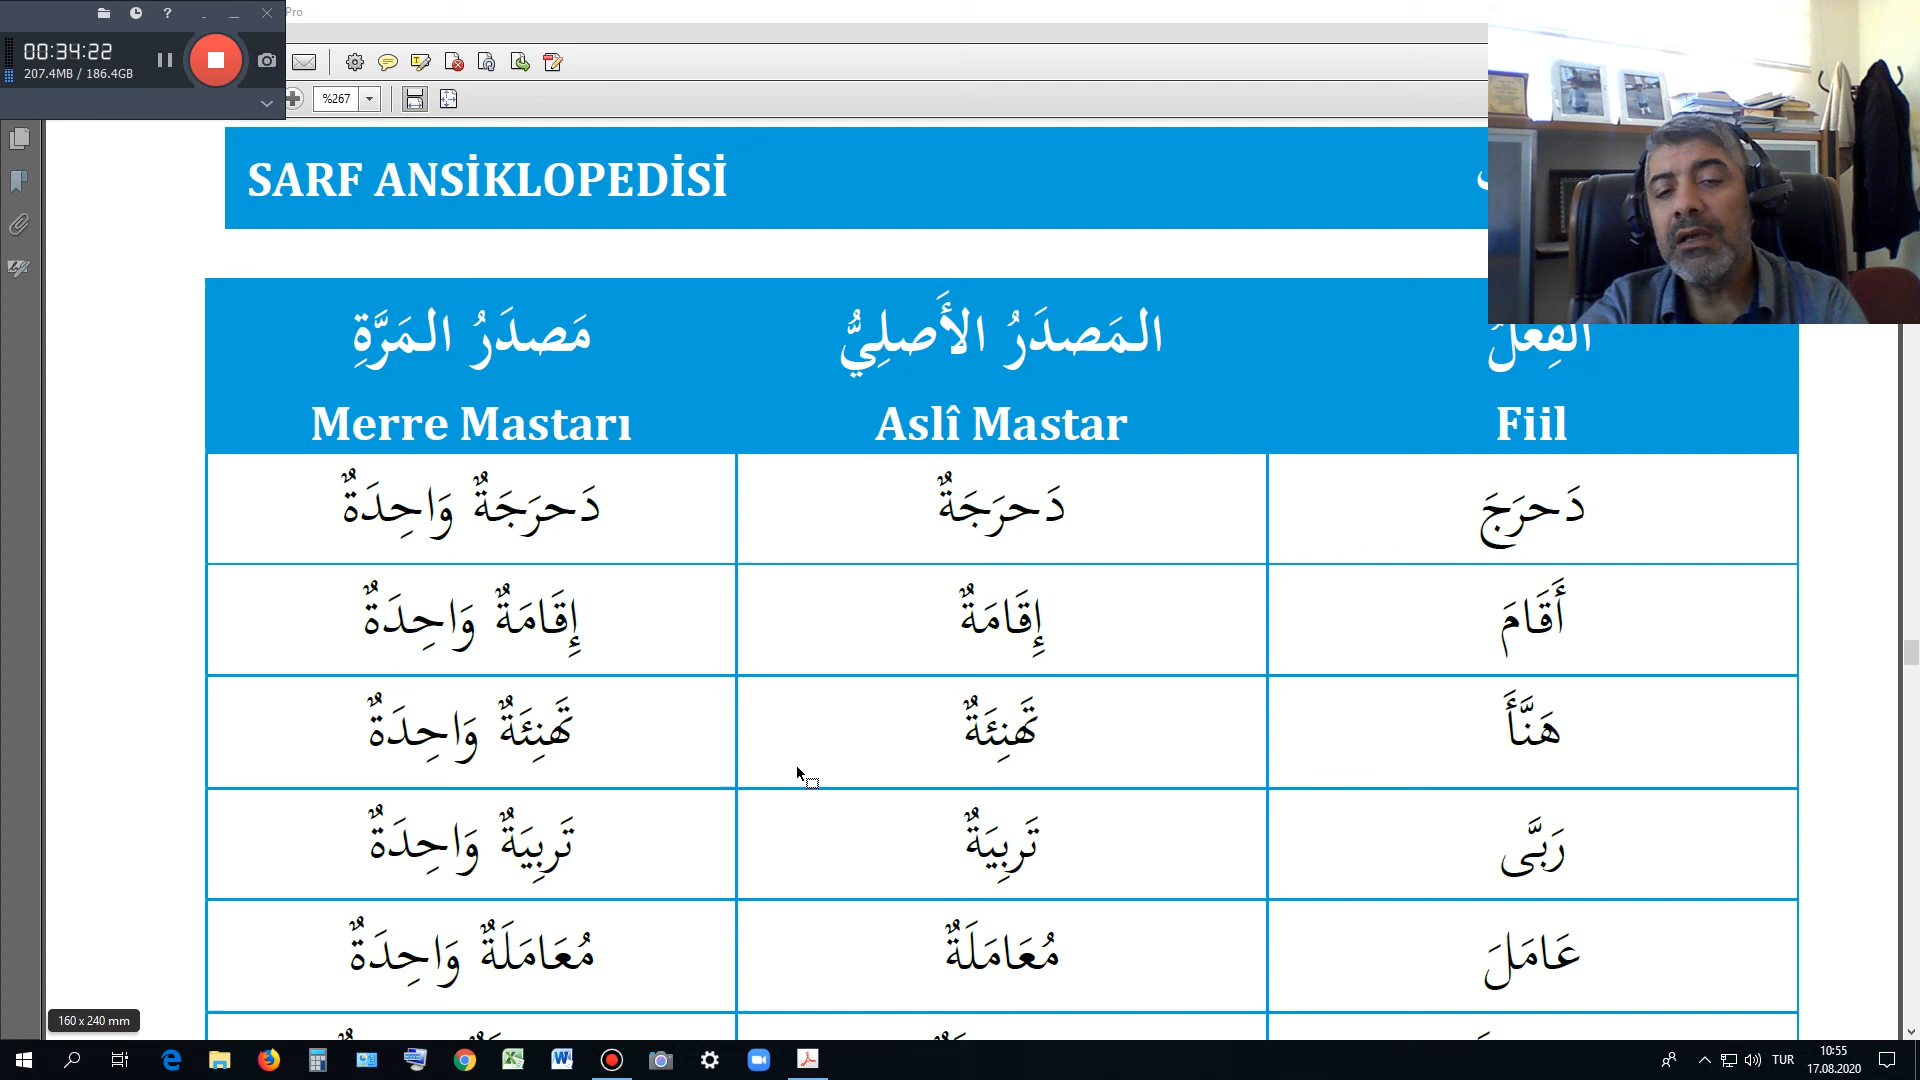 Pro
00:34:22
207.4MB / 186.4GB
%267
SARF ANSİKLOPEDİSİ
الفِعلُ المَصدَرُ الأَصلِيُّ مَصدَرُ المَرَّةِ
Merre Mastarı Aslî Mastar Fiil
دَحرَجَ دَحرَجَةٌ دَحرَجَةٌ وَاحِدَةٌ
أَقَامَ إِقَامَةٌ إِقَامَةٌ وَاحِدَةٌ
هَنَّأَ تَهنِئَةٌ تَهنِئَةٌ وَاحِدَةٌ
رَبَّى تَربِيَةٌ تَربِيَةٌ وَاحِدَةٌ
عَامَلَ مُعَامَلَةٌ مُعَامَلَةٌ وَاحِدَةٌ
160 x 240 mm
TUR
10:55
17.08.2020